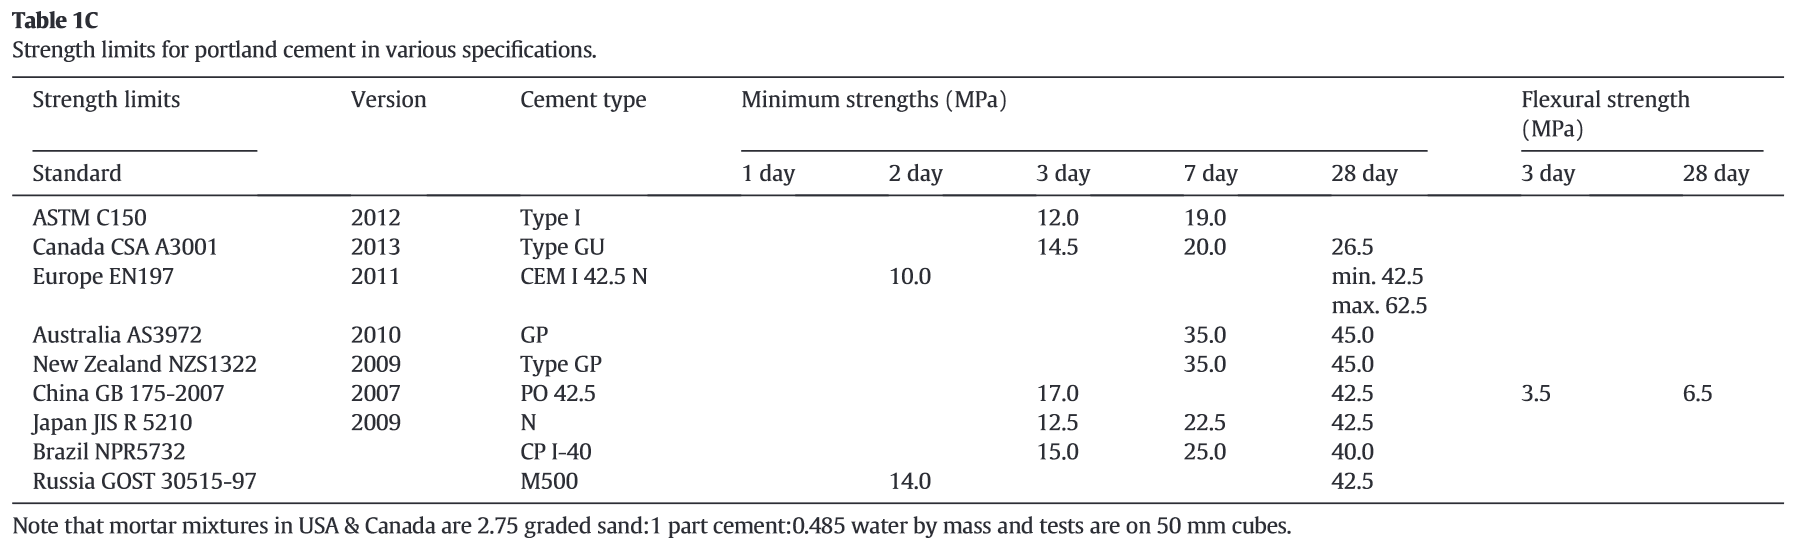 Table 1C
Strength limits for portland cement in various specifications.
Strength limits Version Cement type Minimum strengths (MPa) Flexural strength
(MPa)
Standard 1 day 2 day 3 day 7 day 28 day 3 day 28 day
ASTM C150 2012 Type I 12.0 19.0
Canada CSA A3001 2013 Type GU 14.5 20.0 26.5
Europe EN197 2011 CEM I 42.5 N 10.0 min. 42.5
max. 62.5
Australia AS3972 2010 GP 35.0 45.0
New Zealand NZS1322 2009 Type GP 35.0 45.0
China GB 175-2007 2007 PO 42.5 17.0 42.5 3.5 6.5
Japan JIS R 5210 2009 N 12.5 22.5 42.5
Brazil NPR5732 CP I-40 15.0 25.0 40.0
Russia GOST 30515-97 M500 14.0 42.5
Note that mortar mixtures in USA & Canada are 2.75 graded sand:1 part cement:0.485 water by mass and tests are on 50 mm cubes.